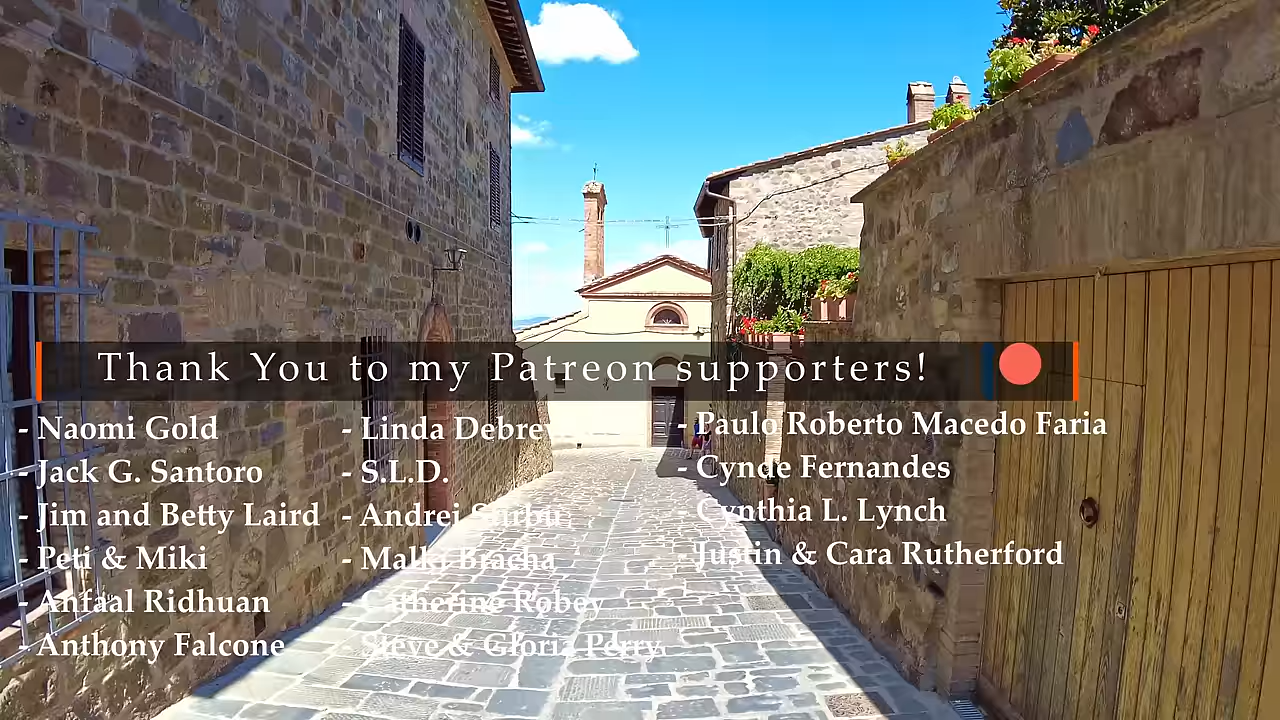 Thank You to my Patreon supporters!
- Naomi Gold
- Jack G. Santoro
- Jim and Betty Laird
- Peti & Miki
- Anfaal Ridhuan
- Anthony Falcone
- Linda
- S.L.D.
- Andrei
- Malki Bracha
- Catherine Robey
- Steve & Gloria Perry
- Paulo Roberto Macedo Faria
- Cynde Fernandes
- Cynthia L. Lynch
- Justin & Cara Rutherford